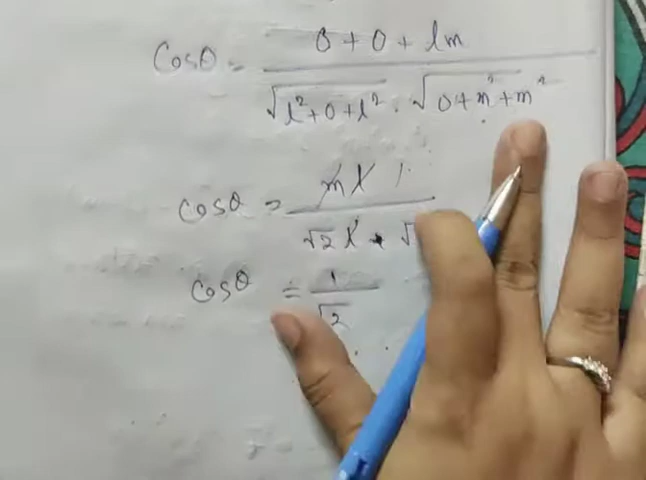 Cosθ = 0 + 0 + lm / √l²+0+l² · √0+m²+m²
Cosθ = m l / √2 l · √
Cosθ = 1 / √2